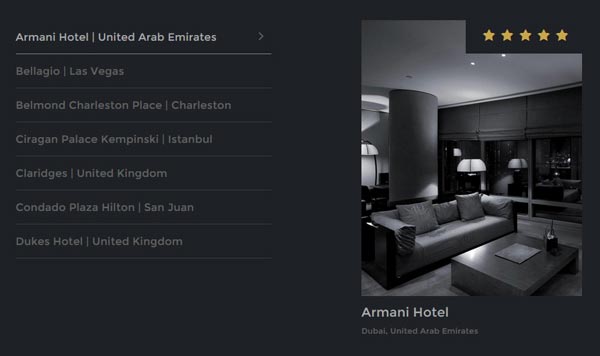 Armani Hotel | United Arab Emirates
Bellagio | Las Vegas
Belmond Charleston Place | Charleston
Ciragan Palace Kempinski | Istanbul
Claridges | United Kingdom
Condado Plaza Hilton | San Juan
Dukes Hotel | United Kingdom
Armani Hotel
Dubai, United Arab Emirates